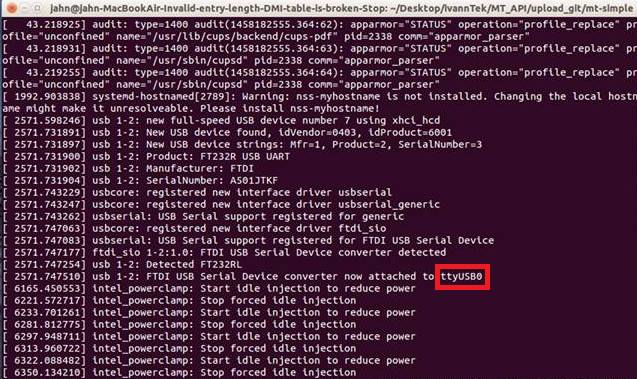 jahn@jahn-MacBookAir-Invalid-entry-length-DMI-table-is-broken-Stop: ~/Desktop/IvannTek/MT_API/upload_git/mt-simple
[ 43.218925] audit: type=1400 audit(1458182555.364:62): apparmor="STATUS" operation="profile_replace" pr
ofile="unconfined" name="/usr/lib/cups/backend/cups-pdf" pid=2338 comm="apparmor_parser"
[ 43.218931] audit: type=1400 audit(1458182555.364:63): apparmor="STATUS" operation="profile_replace" pr
ofile="unconfined" name="/usr/sbin/cupsd" pid=2338 comm="apparmor_parser"
[ 43.219255] audit: type=1400 audit(1458182555.364:64): apparmor="STATUS" operation="profile_replace" pr
ofile="unconfined" name="/usr/sbin/cupsd" pid=2338 comm="apparmor_parser"
[ 1992.903838] systemd-hostnamed[2789]: Warning: nss-myhostname is not installed. Changing the local hostn
ame might make it unresolvable. Please install nss-myhostname!
[ 2571.598246] usb 1-2: new full-speed USB device number 7 using xhci_hcd
[ 2571.731891] usb 1-2: New USB device found, idVendor=0403, idProduct=6001
[ 2571.731897] usb 1-2: New USB device strings: Mfr=1, Product=2, SerialNumber=3
[ 2571.731900] usb 1-2: Product: FT232R USB UART
[ 2571.731902] usb 1-2: Manufacturer: FTDI
[ 2571.731904] usb 1-2: SerialNumber: AS01JTKF
[ 2571.743229] usbcore: registered new interface driver usbserial
[ 2571.743247] usbcore: registered new interface driver usbserial_generic
[ 2571.743262] usbserial: USB Serial support registered for generic
[ 2571.747063] usbcore: registered new interface driver ftdi_sio
[ 2571.747083] usbserial: USB Serial support registered for FTDI USB Serial Device
[ 2571.747177] ftdi_sio 1-2:1.0: FTDI USB Serial Device converter detected
[ 2571.747254] usb 1-2: Detected FT232RL
[ 2571.747510] usb 1-2: FTDI USB Serial Device converter now attached to ttyUSB0
[ 6165.450553] intel_powerclamp: Start idle injection to reduce power
[ 6221.572717] intel_powerclamp: Stop forced idle injection
[ 6233.701261] intel_powerclamp: Start idle injection to reduce power
[ 6281.812775] intel_powerclamp: Stop forced idle injection
[ 6297.948711] intel_powerclamp: Start idle injection to reduce power
[ 6313.960722] intel_powerclamp: Stop forced idle injection
[ 6322.088482] intel_powerclamp: Start idle injection to reduce power
[ 6350.134210] intel_powerclamp: Stop forced idle injection